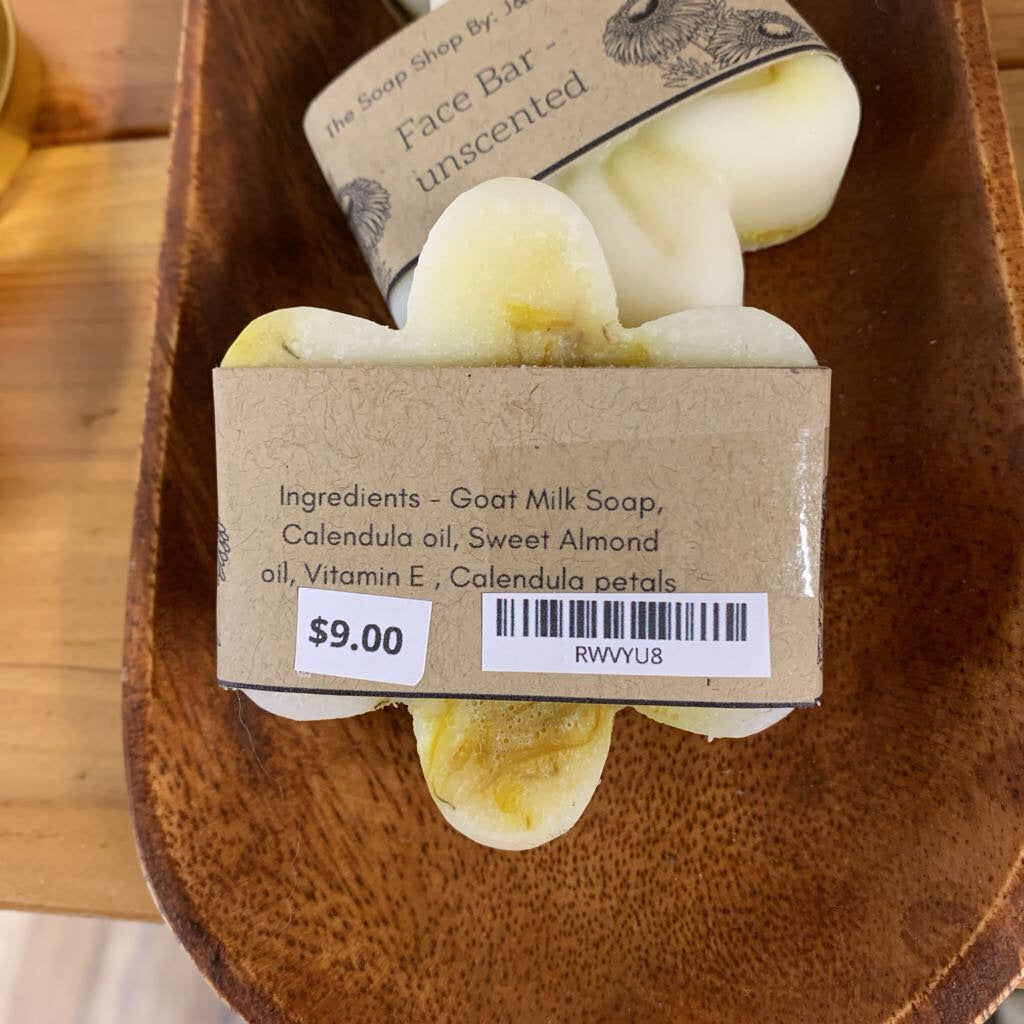 The Soap Shop By:
Face Bar -
unscented
Ingredients - Goat Milk Soap,
Calendula oil, Sweet Almond
oil, Vitamin E , Calendula petals
$9.00
RWVYU8